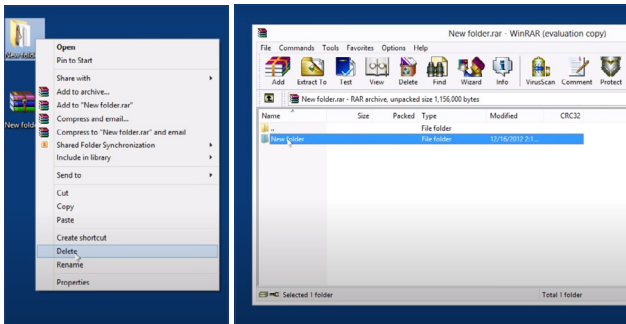 New folder
Open
Pin to Start
Share with
Add to archive...
Add to "New folder.rar"
Compress and email...
Compress to "New folder.rar" and email
Shared Folder Synchronization
Include in library
Send to
Cut
Copy
Paste
Create shortcut
Delete
Rename
Properties
New folder.rar - WinRAR (evaluation copy)
File Commands Tools Favorites Options Help
Add Extract To Test View Delete Find Wizard Info VirusScan Comment Protect
New folder.rar - RAR archive, unpacked size 1,156,000 bytes
Name Size Packed Type Modified CRC32
.. File folder
New folder File folder 12/16/2012 2:1...
Selected 1 folder Total 1 folder